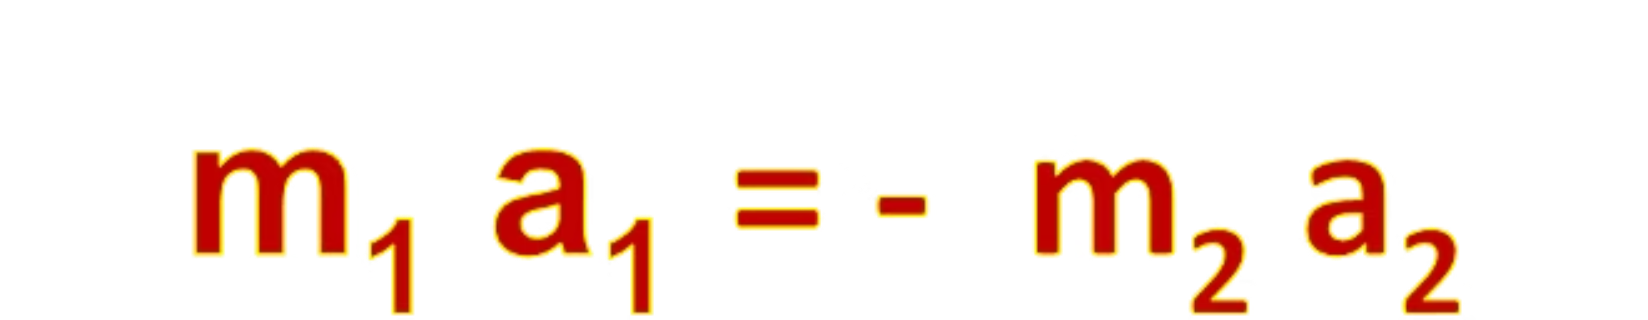 m₁ a₁ = - m₂ a₂